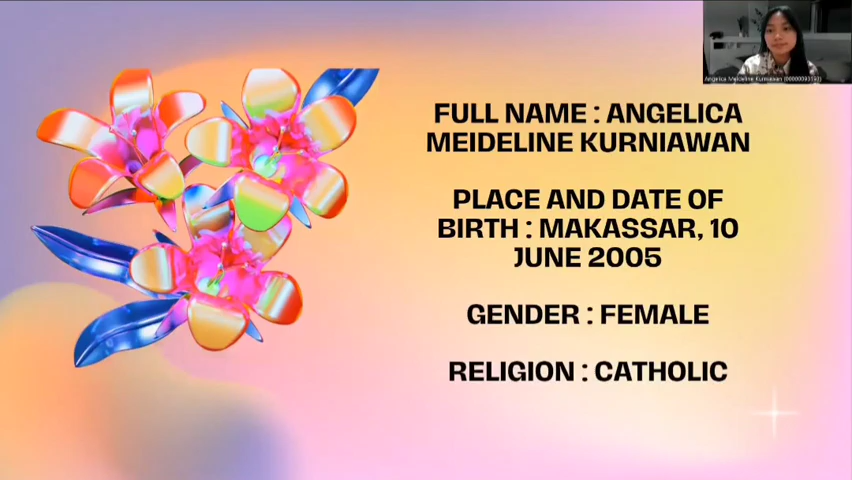 Angelica Meideline Kurniawan (00000093191)
FULL NAME : ANGELICA
MEIDELINE KURNIAWAN
PLACE AND DATE OF
BIRTH : MAKASSAR, 10
JUNE 2005
GENDER : FEMALE
RELIGION : CATHOLIC